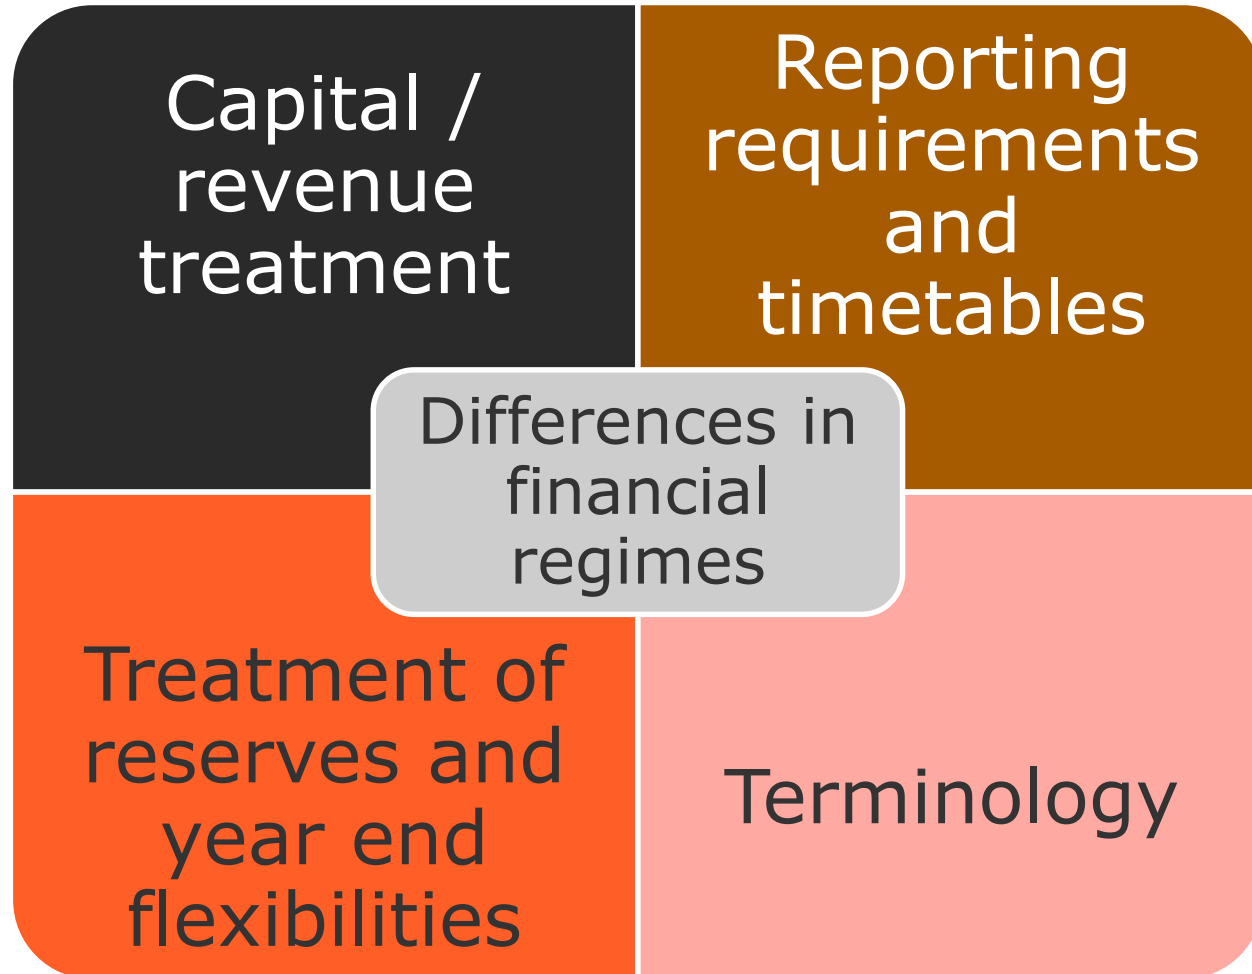 Capital /
revenue
treatment
Reporting
requirements
and
timetables
Differences in
financial
regimes
Treatment of
reserves and
year end
flexibilities
Terminology